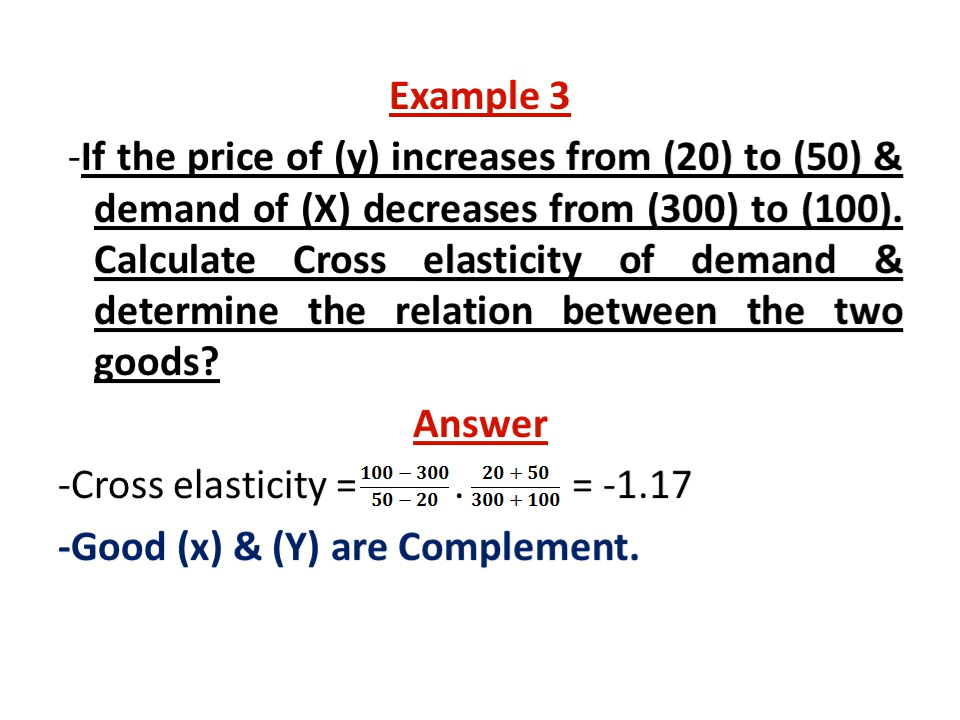 Example 3
-If the price of (y) increases from (20) to (50) &
demand of (X) decreases from (300) to (100).
Calculate Cross elasticity of demand &
determine the relation between the two
goods?
Answer
-Cross elasticity = \frac{100 − 300}{50 − 20} . \frac{20 + 50}{300 + 100} = -1.17
-Good (x) & (Y) are Complement.